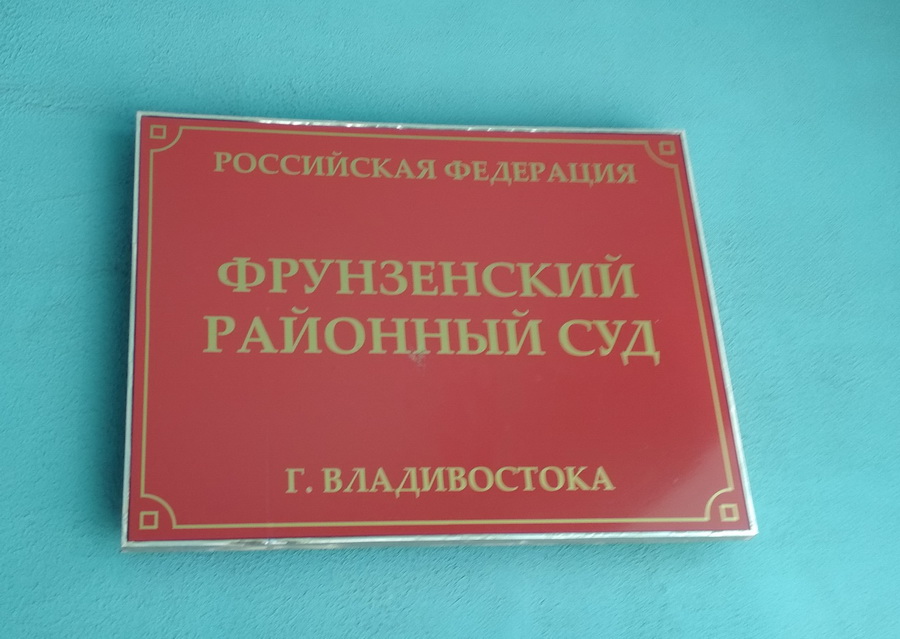 РОССИЙСКАЯ ФЕДЕРАЦИЯ
ФРУНЗЕНСКИЙ
РАЙОННЫЙ СУД
Г. ВЛАДИВОСТОКА